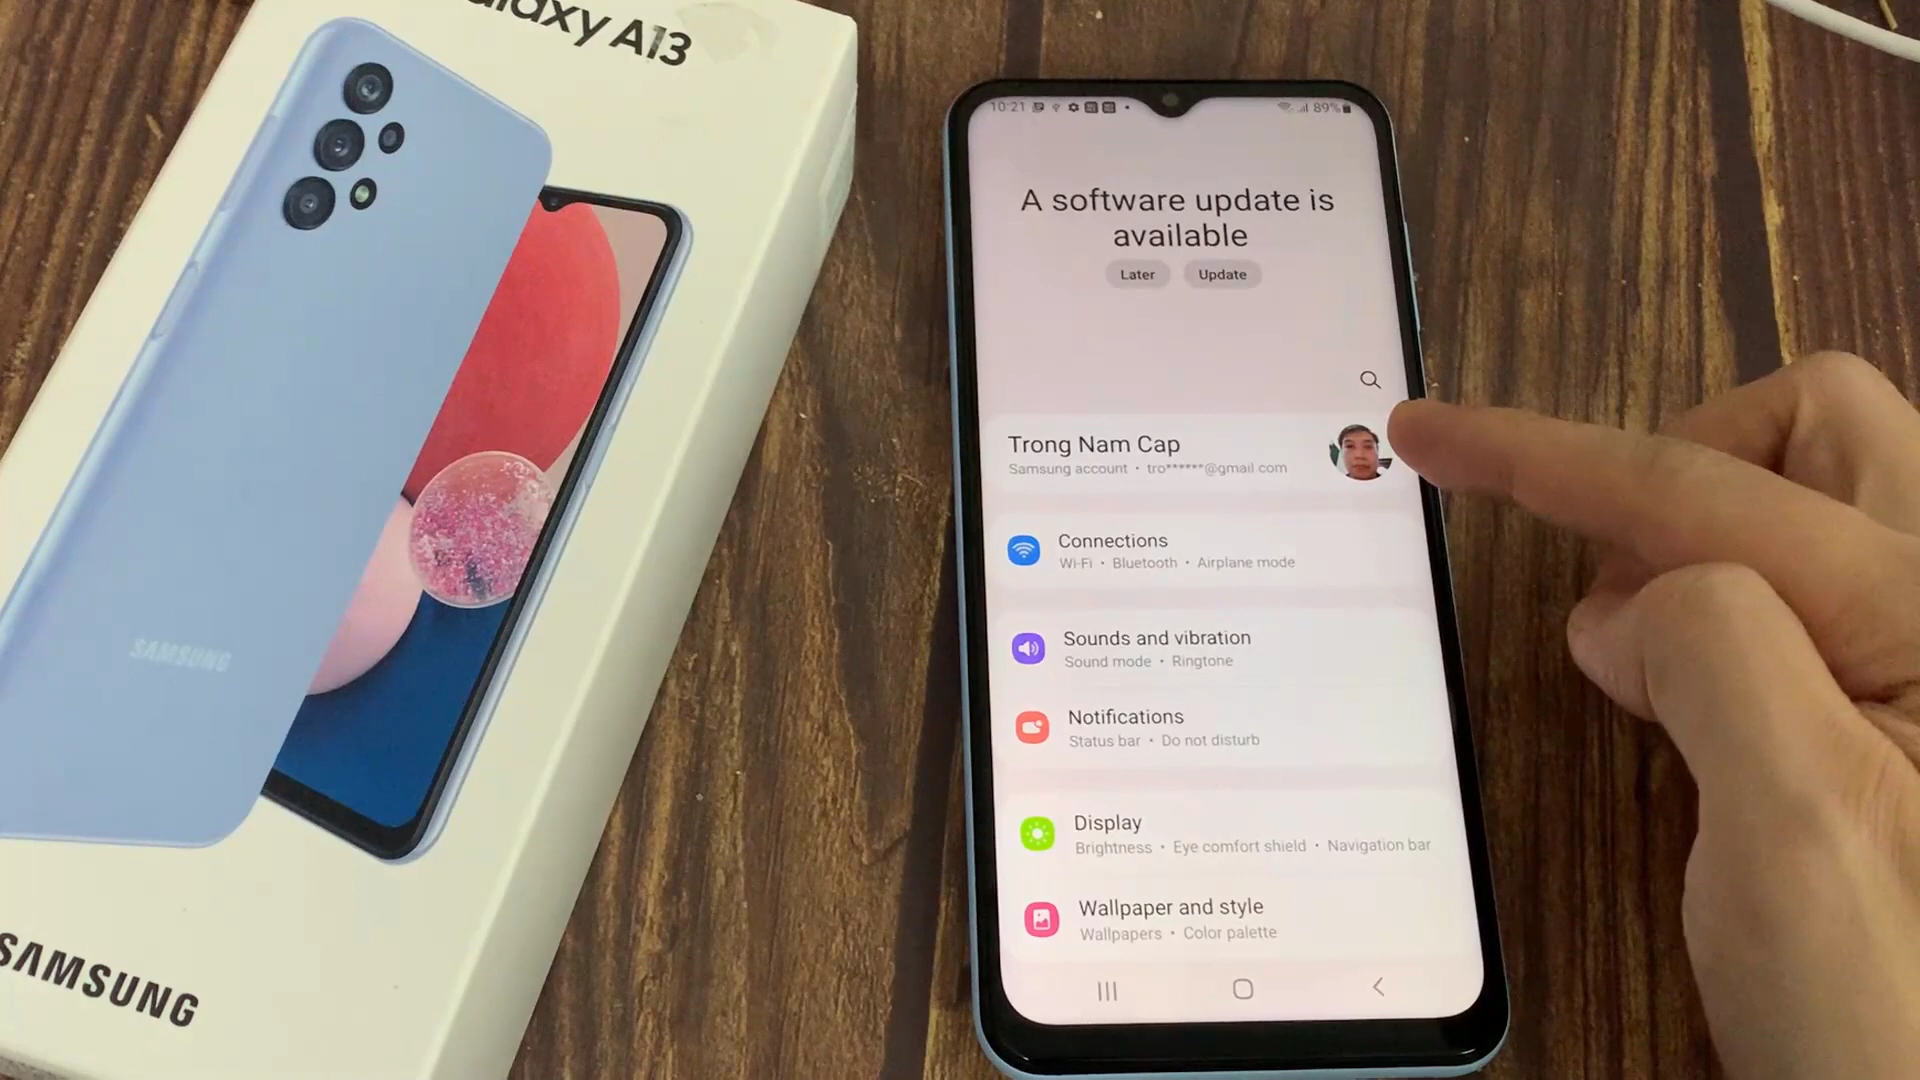 Galaxy A13
SAMSUNG
SAMSUNG
10:21
89%
A software update is
available
Later
Update
Trong Nam Cap
Samsung account • tro******@gmail.com
Connections
Wi-Fi • Bluetooth • Airplane mode
Sounds and vibration
Sound mode • Ringtone
Notifications
Status bar • Do not disturb
Display
Brightness • Eye comfort shield • Navigation bar
Wallpaper and style
Wallpapers • Color palette